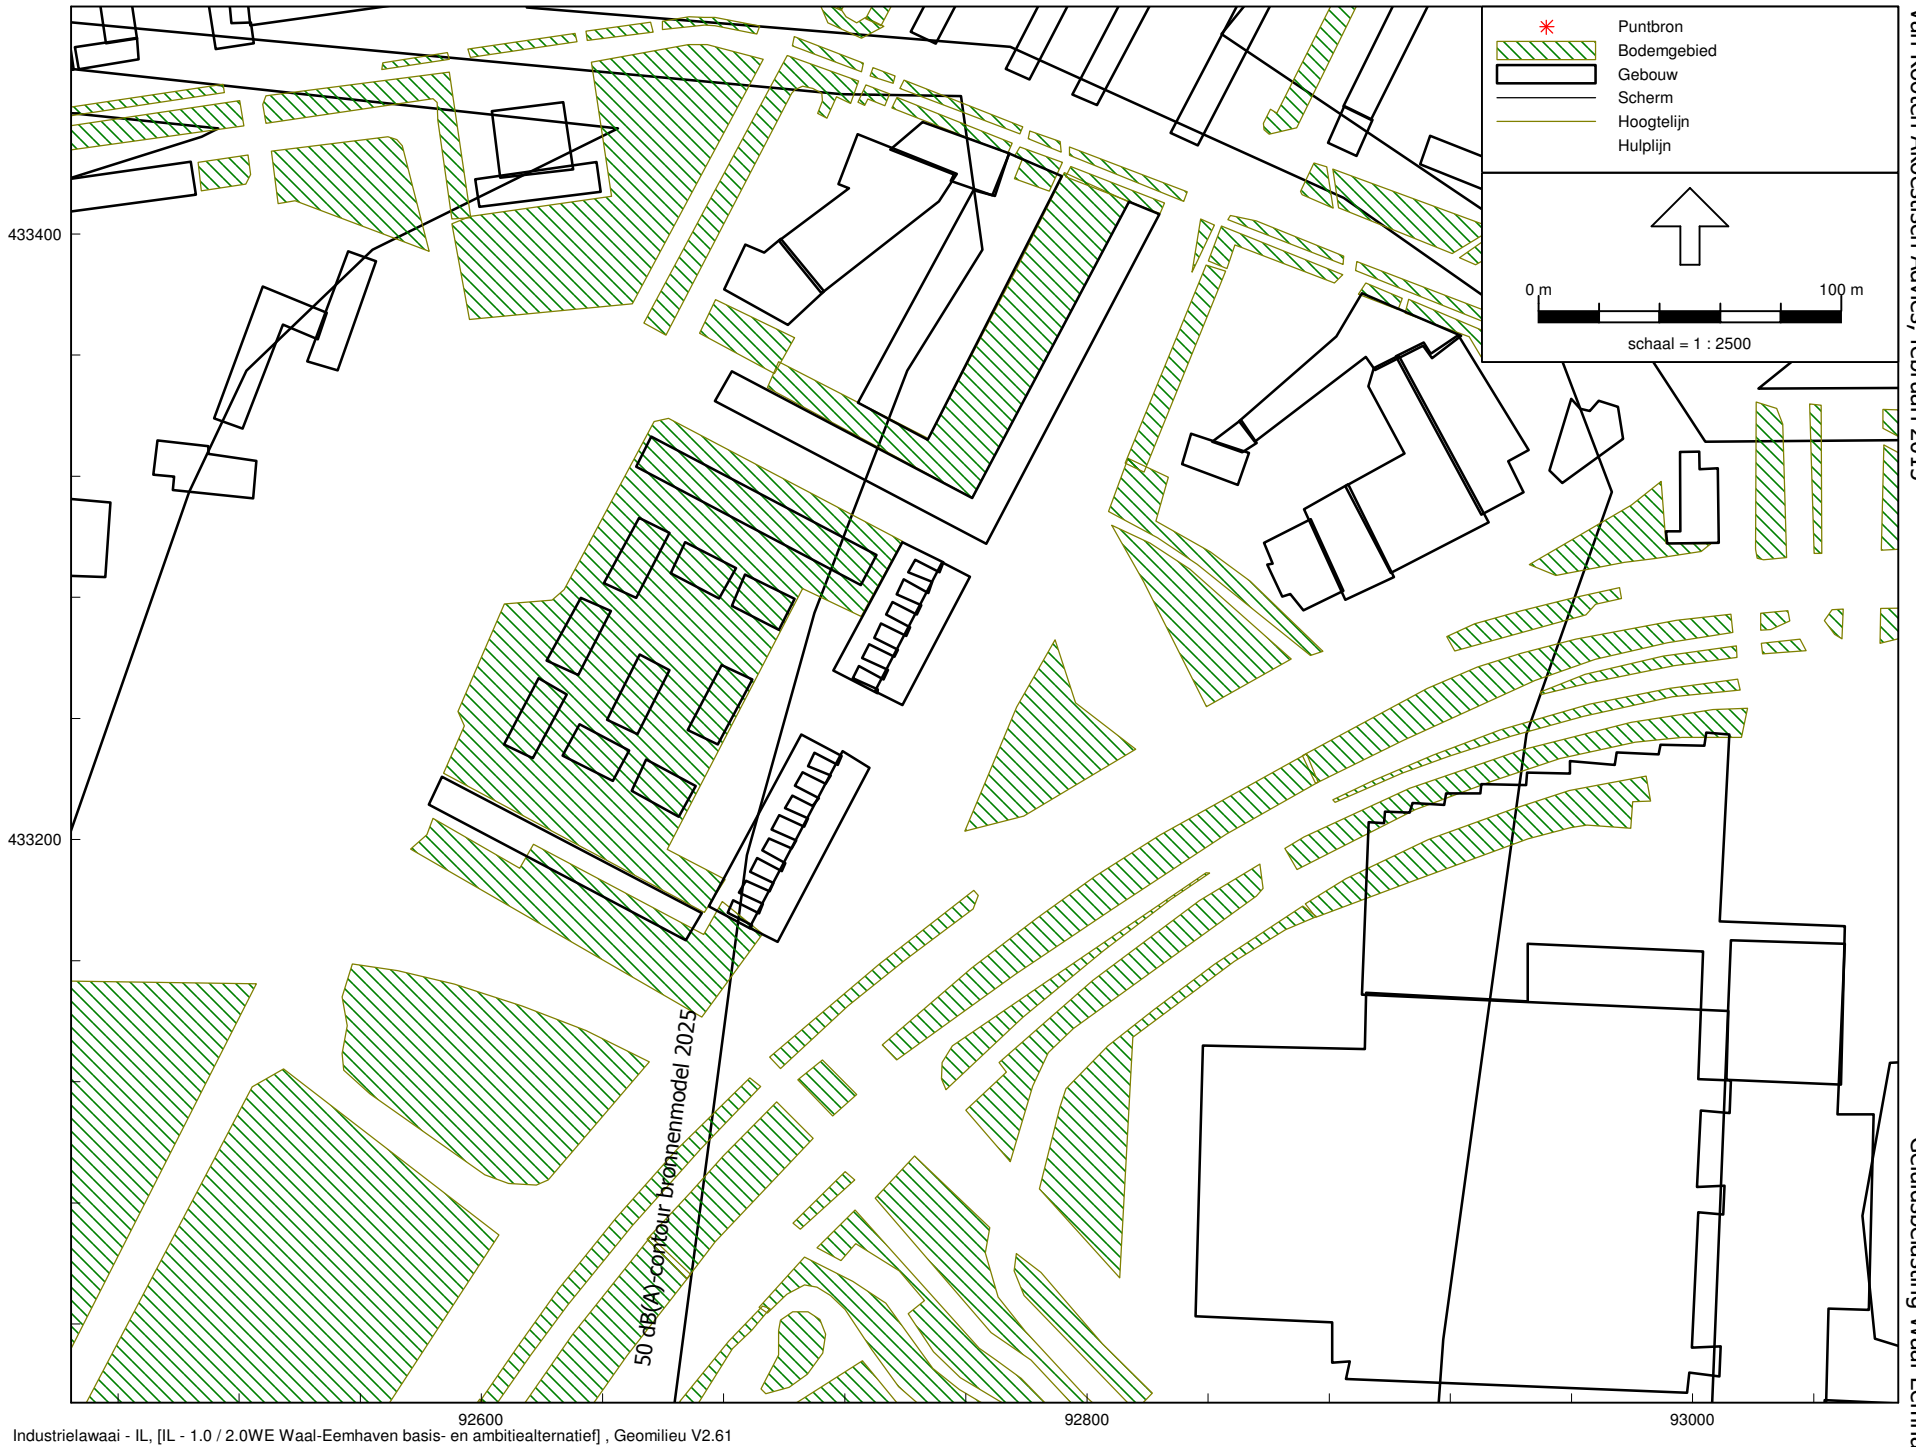 Puntbron
Bodemgebied
Gebouw
Scherm
Hoogtelijn
Hulplijn
0 m 100 m
schaal = 1 : 2500
433400
433200
50 dB(A)-contour bronnenmodel 2025
92600 92800 93000
Industrielawaai - IL, [IL - 1.0 / 2.0WE Waal-Eemhaven basis- en ambitiealternatief] , Geomilieu V2.61